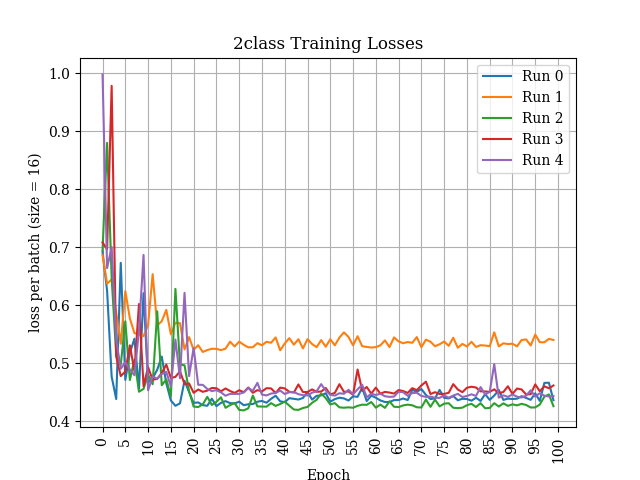 2class Training Losses
loss per batch (size = 16)
1.0
0.9
0.8
0.7
0.6
0.5
0.4
Run 0
Run 1
Run 2
Run 3
Run 4
0 5 10 15 20 25 30 35 40 45 50 55 60 65 70 75 80 85 90 95 100
Epoch